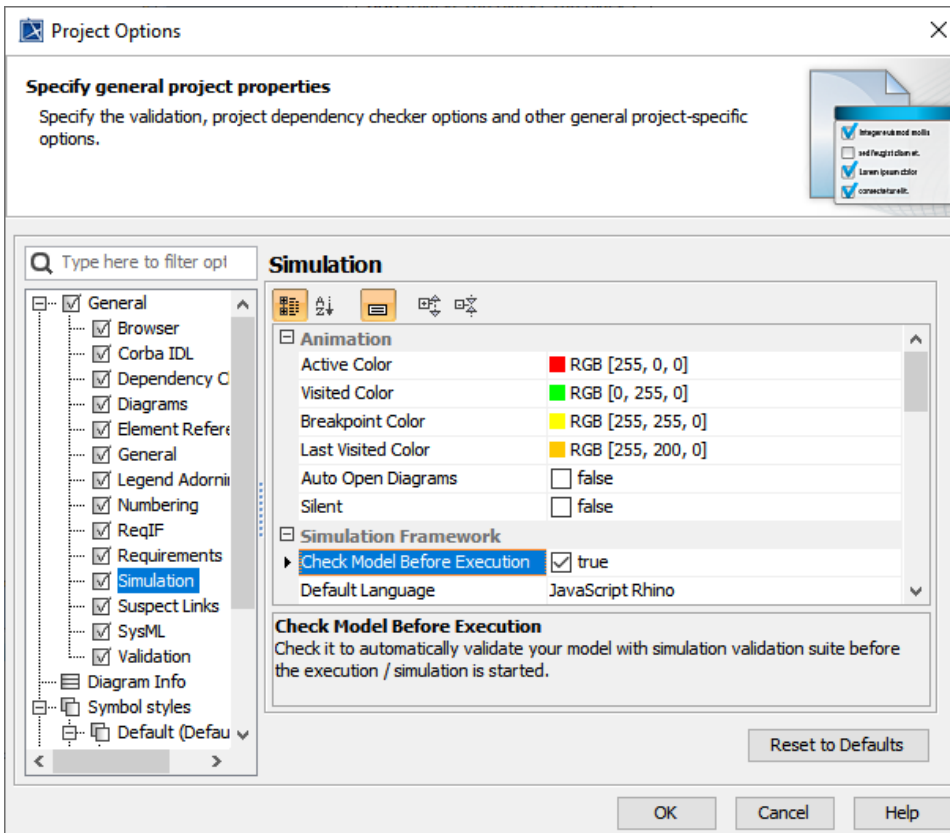 Project Options
Specify general project properties
Specify the validation, project dependency checker options and other general project-specific
options.
Type here to filter opt
General
Browser
Corba IDL
Dependency C
Diagrams
Element Refere
General
Legend Adorni
Numbering
ReqIF
Requirements
Simulation
Suspect Links
SysML
Validation
Diagram Info
Symbol styles
Default (Defau
Simulation
Animation
Active Color RGB [255, 0, 0]
Visited Color RGB [0, 255, 0]
Breakpoint Color RGB [255, 255, 0]
Last Visited Color RGB [255, 200, 0]
Auto Open Diagrams false
Silent false
Simulation Framework
Check Model Before Execution true
Default Language JavaScript Rhino
Check Model Before Execution
Check it to automatically validate your model with simulation validation suite before
the execution / simulation is started.
Reset to Defaults
OK Cancel Help